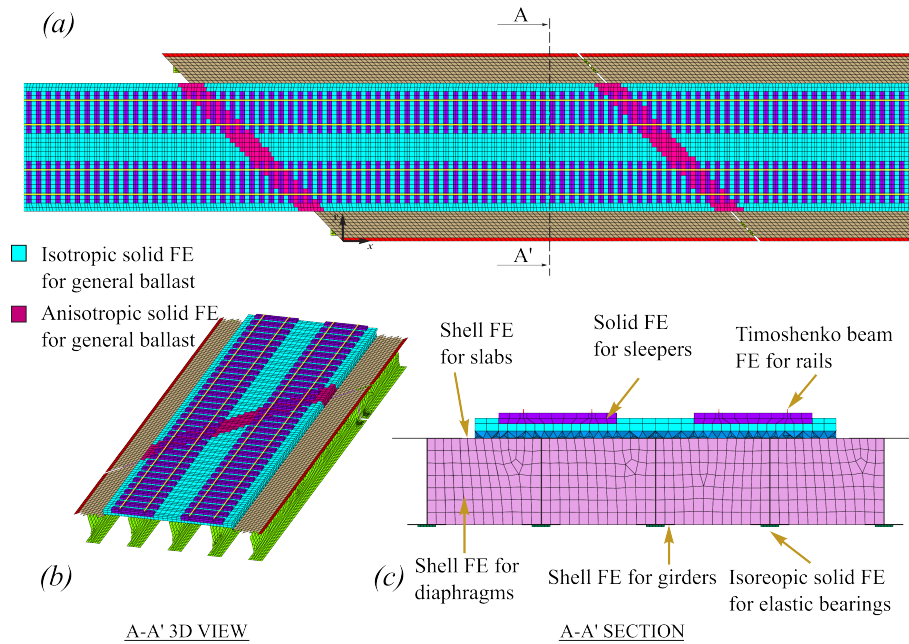 (a)
A
y
x
A'
Isotropic solid FE
for general ballast
Anisotropic solid FE
for general ballast
Shell FE
for slabs
Solid FE
for sleepers
Timoshenko beam
FE for rails
(b)
(c)
Shell FE for
diaphragms
Shell FE for girders
Isoreopic solid FE
for elastic bearings
A-A' 3D VIEW
A-A' SECTION